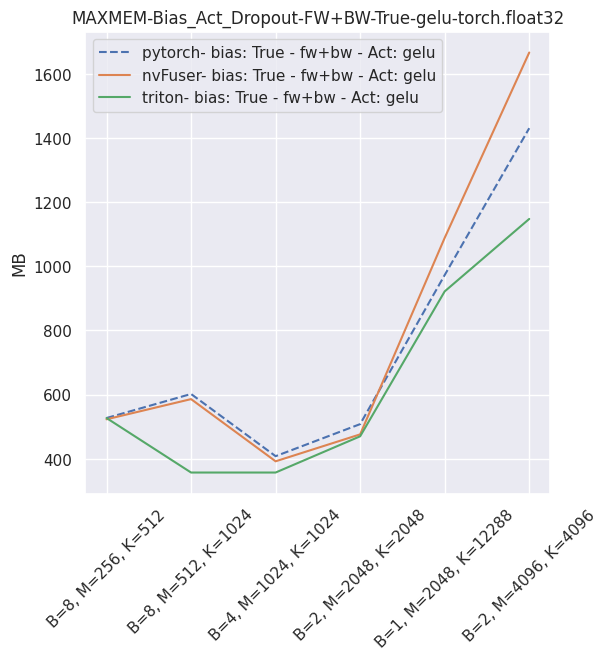 MAXMEM-Bias_Act_Dropout-FW+BW-True-gelu-torch.float32
pytorch- bias: True - fw+bw - Act: gelu
nvFuser- bias: True - fw+bw - Act: gelu
triton- bias: True - fw+bw - Act: gelu
MB
1600
1400
1200
1000
800
600
400
B=8, M=256, K=512
B=8, M=512, K=1024
B=4, M=1024, K=1024
B=2, M=2048, K=2048
B=1, M=2048, K=12288
B=2, M=4096, K=4096